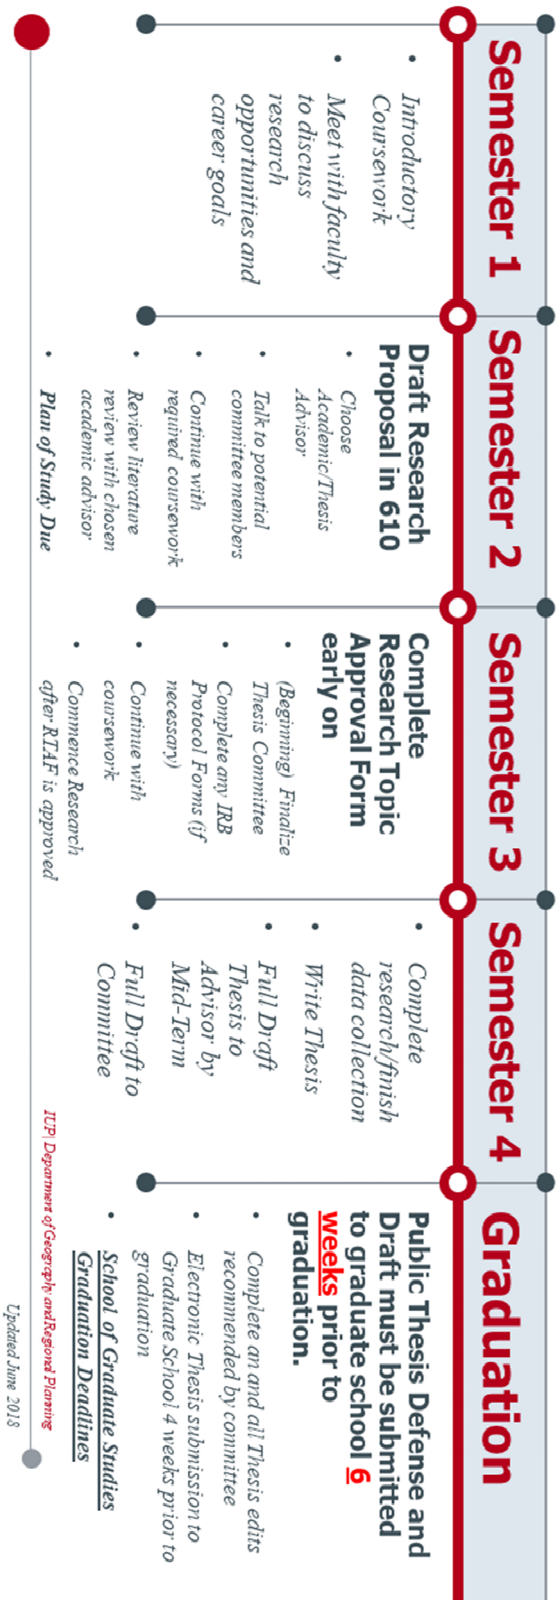 Semester 1
• Introductory
Coursework
• Meet with faculty
to discuss
research
opportunities and
career goals
Semester 2
Draft Research
Proposal in 610
• Choose
Academic/Thesis
Advisor
• Talk to potential
committee members
• Continue with
required coursework
• Review literature
review with chosen
academic advisor
• Plan of Study Due
Semester 3
Complete
Research Topic
Approval Form
early on
• (Beginning) Finalize
Thesis Committee
• Complete any IRB
Protocol Forms (if
necessary)
• Continue with
coursework
• Commence Research
after RTAF is approved
Semester 4
• Complete
research/finish
data collection
• Write Thesis
• Full Draft
Thesis to
Advisor by
Mid-Term
• Full Draft to
Committee
Graduation
Public Thesis Defense and
Draft must be submitted
to graduate school 6
weeks prior to
graduation.
• Complete an and all Thesis edits
recommended by committee
• Electronic Thesis submission to
Graduate School 4 weeks prior to
graduation
• School of Graduate Studies
Graduation Deadlines
IUP| Department of Geography and Regional Planning
Updated June 2018